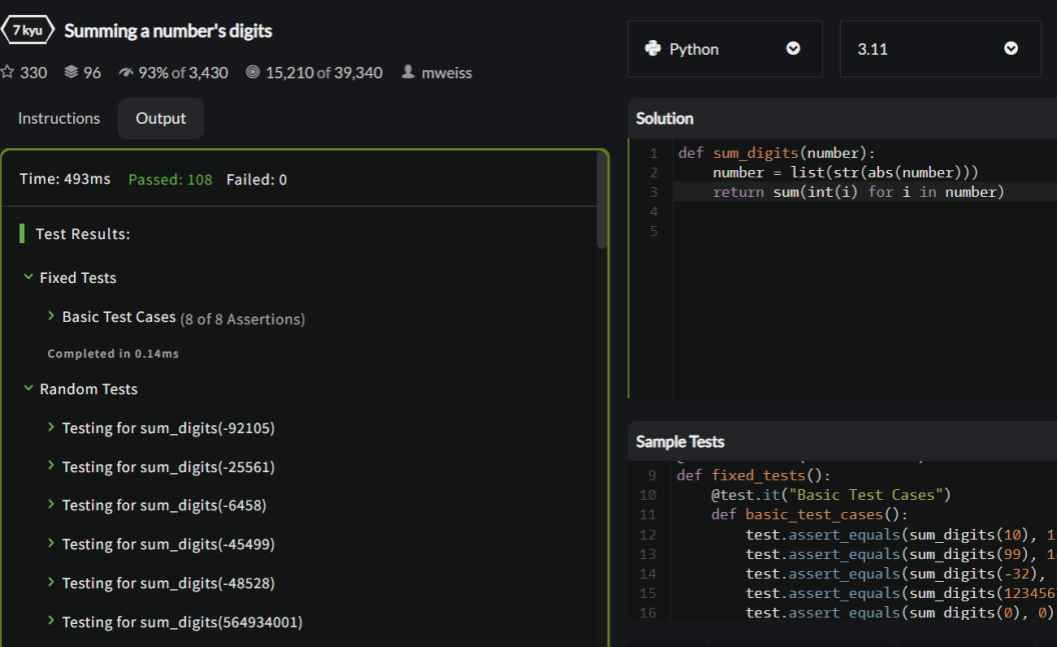 7 kyu Summing a number's digits
330 96 93% of 3,430 15,210 of 39,340 mweiss
Instructions Output
Time: 493ms Passed: 108 Failed: 0
Test Results:
Fixed Tests
Basic Test Cases (8 of 8 Assertions)
Completed in 0.14ms
Random Tests
Testing for sum_digits(-92105)
Testing for sum_digits(-25561)
Testing for sum_digits(-6458)
Testing for sum_digits(-45499)
Testing for sum_digits(-48528)
Testing for sum_digits(564934001)
Python 3.11
Solution
1 def sum_digits(number):
2 number = list(str(abs(number)))
3 return sum(int(i) for i in number)
4
5
Sample Tests
9 def fixed_tests():
10 @test.it("Basic Test Cases")
11 def basic_test_cases():
12 test.assert_equals(sum_digits(10), 1
13 test.assert_equals(sum_digits(99), 1
14 test.assert_equals(sum_digits(-32),
15 test.assert_equals(sum_digits(123456
16 test.assert_equals(sum_digits(0), 0)